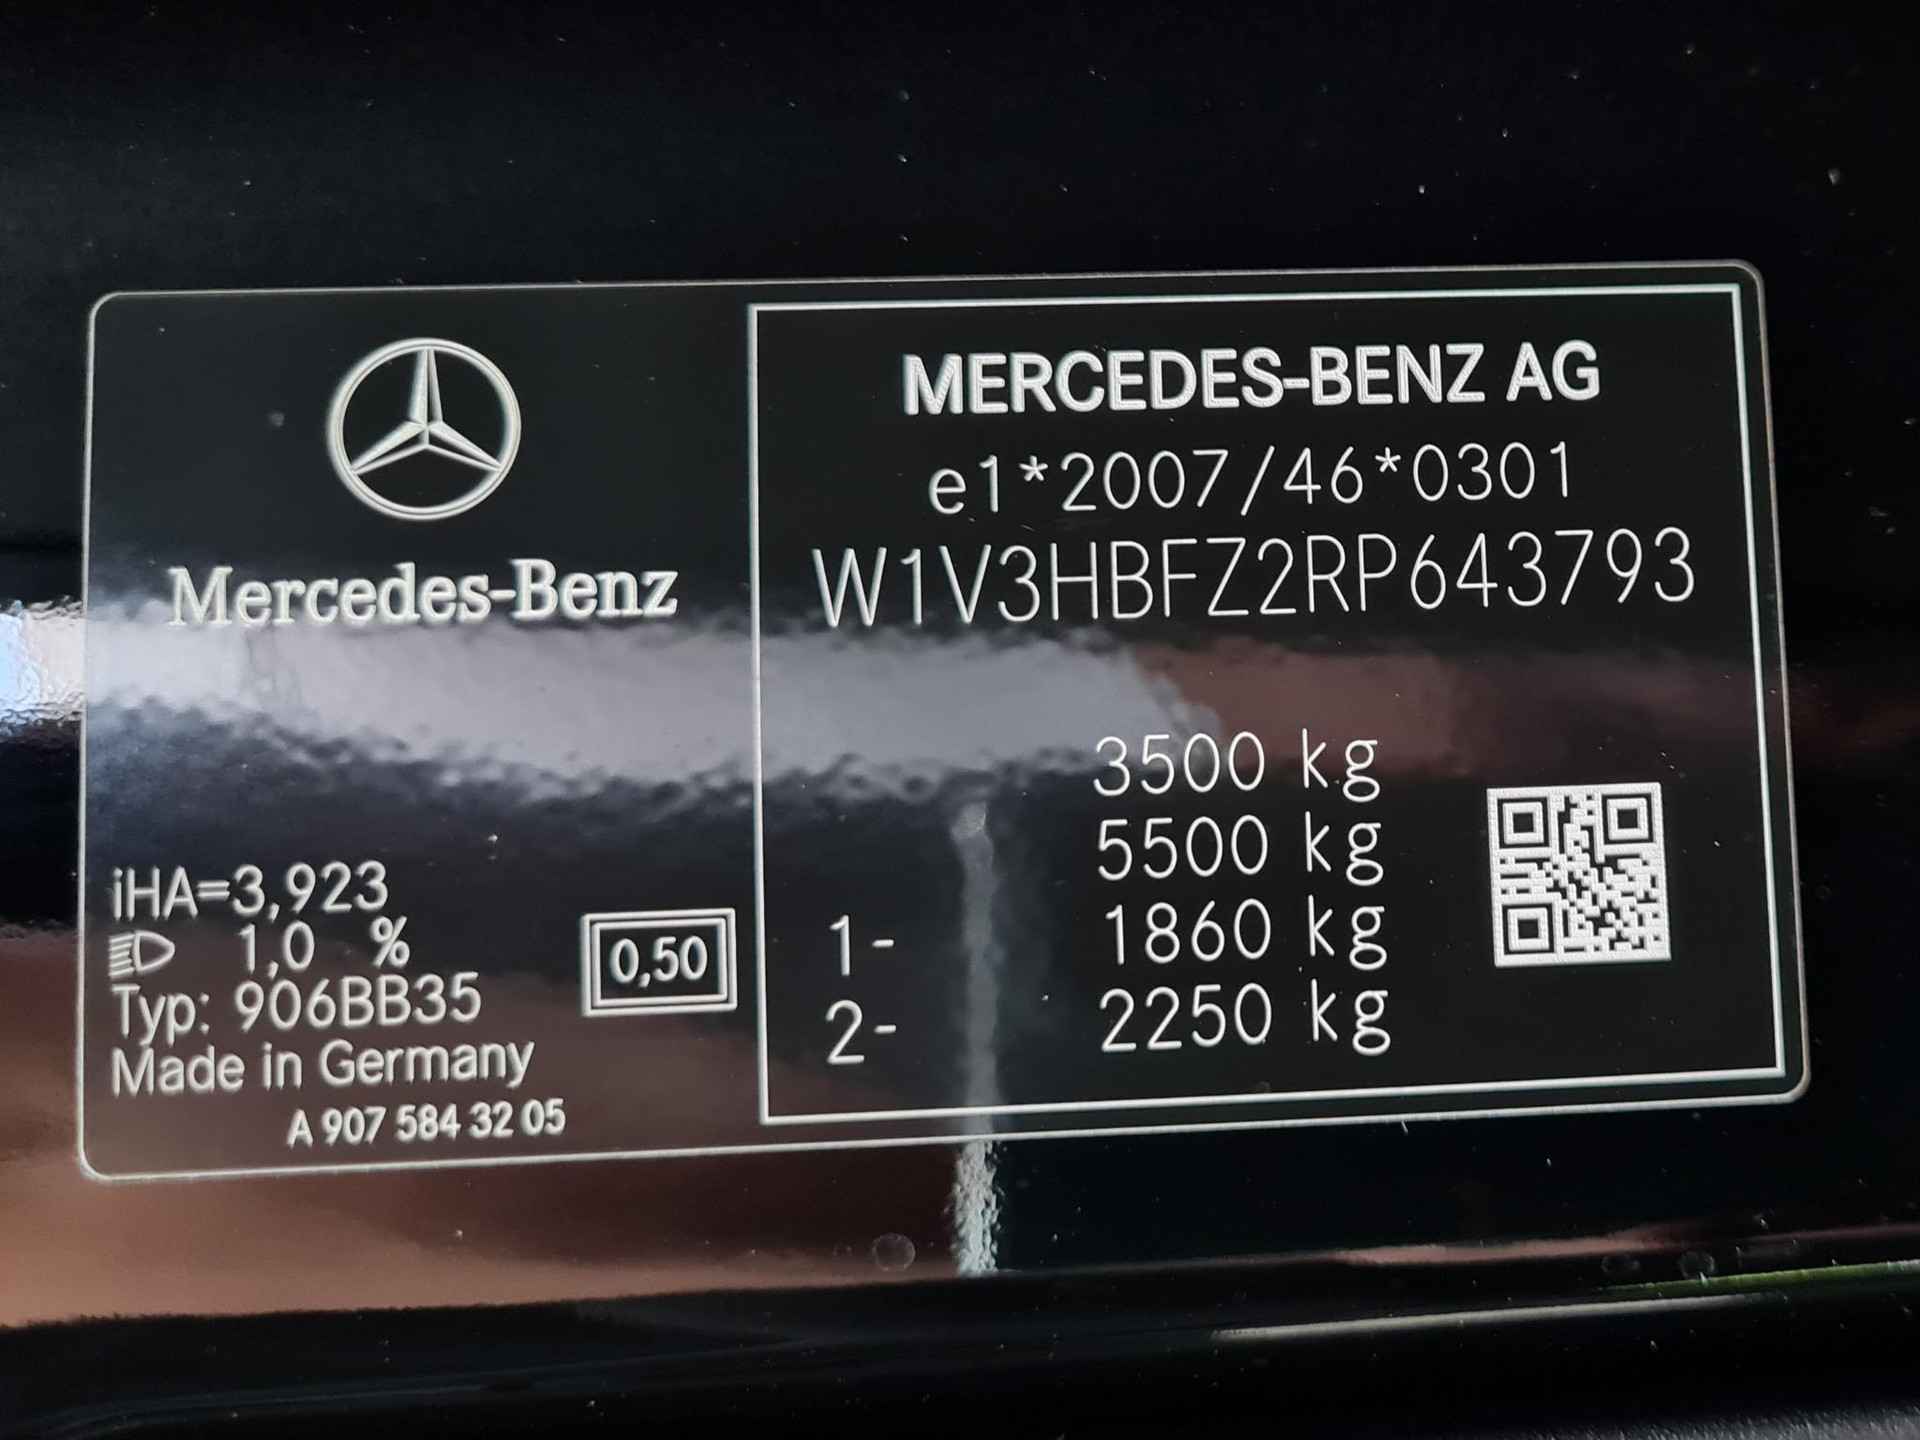 Mercedes-Benz
iHA=3,923
1,0 %
Typ: 906BB35
Made in Germany
A 907 584 32 05
0,50
MERCEDES-BENZ AG
e1*2007/46*0301
W1V3HBFZ2RP643793
3500 kg
5500 kg
1- 1860 kg
2- 2250 kg